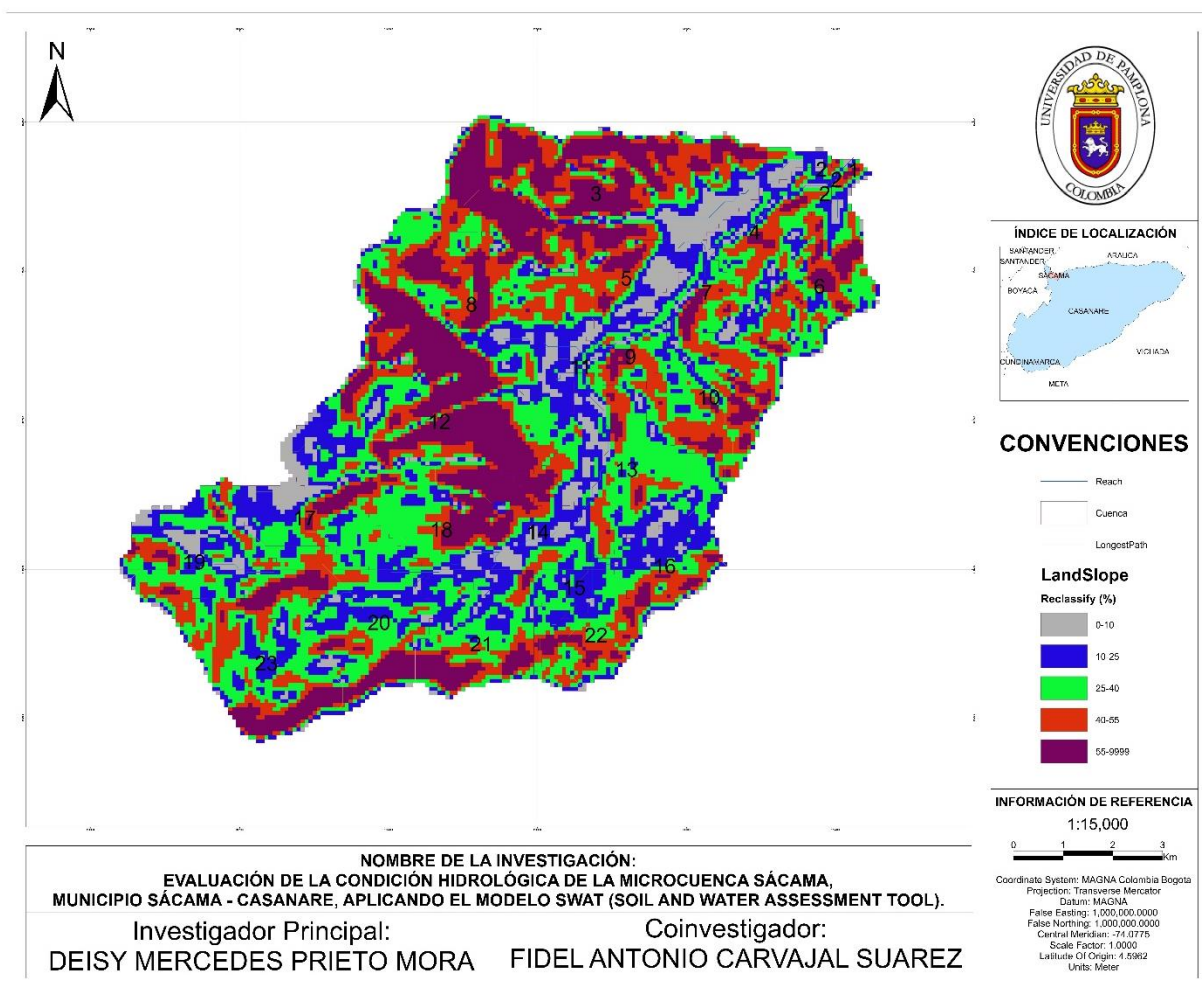 N
3
2
2
1
2
4
5
6
7
8
9
10
12
13
17
18
14
19
16
15
20
21
22
23
UNIVERSIDAD DE PAMPLONA
COLOMBIA
ÍNDICE DE LOCALIZACIÓN
SANTANDER
SANTANDER
ARAUCA
SÁCAMA
BOYACÁ
CASANARE
VICHADA
CUNDINAMARCA
META
CONVENCIONES
Reach
Cuenca
LongestPath
LandSlope
Reclassify (%)
0-10
10-25
25-40
40-55
55-9999
INFORMACIÓN DE REFERENCIA
1:15,000
0 1 2 3
Km
Coordinate System: MAGNA Colombia Bogota
Projection: Transverse Mercator
Datum: MAGNA
False Easting: 1,000,000.0000
False Northing: 1,000,000.0000
Central Meridian: -74.0775
Scale Factor: 1.0000
Latitude Of Origin: 4.5962
Units: Meter
NOMBRE DE LA INVESTIGACIÓN:
EVALUACIÓN DE LA CONDICIÓN HIDROLÓGICA DE LA MICROCUENCA SÁCAMA,
MUNICIPIO SÁCAMA - CASANARE, APLICANDO EL MODELO SWAT (SOIL AND WATER ASSESSMENT TOOL).
Investigador Principal:
DEISY MERCEDES PRIETO MORA
Coinvestigador:
FIDEL ANTONIO CARVAJAL SUAREZ